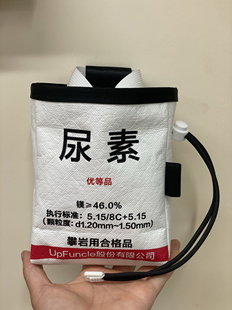 尿素
优等品
镁≥46.0%
执行标准：5.15/8C+5.15
（颗粒度：d1.20mm~1.50mm）
攀岩用合格品
UpFuncle股份有限公司